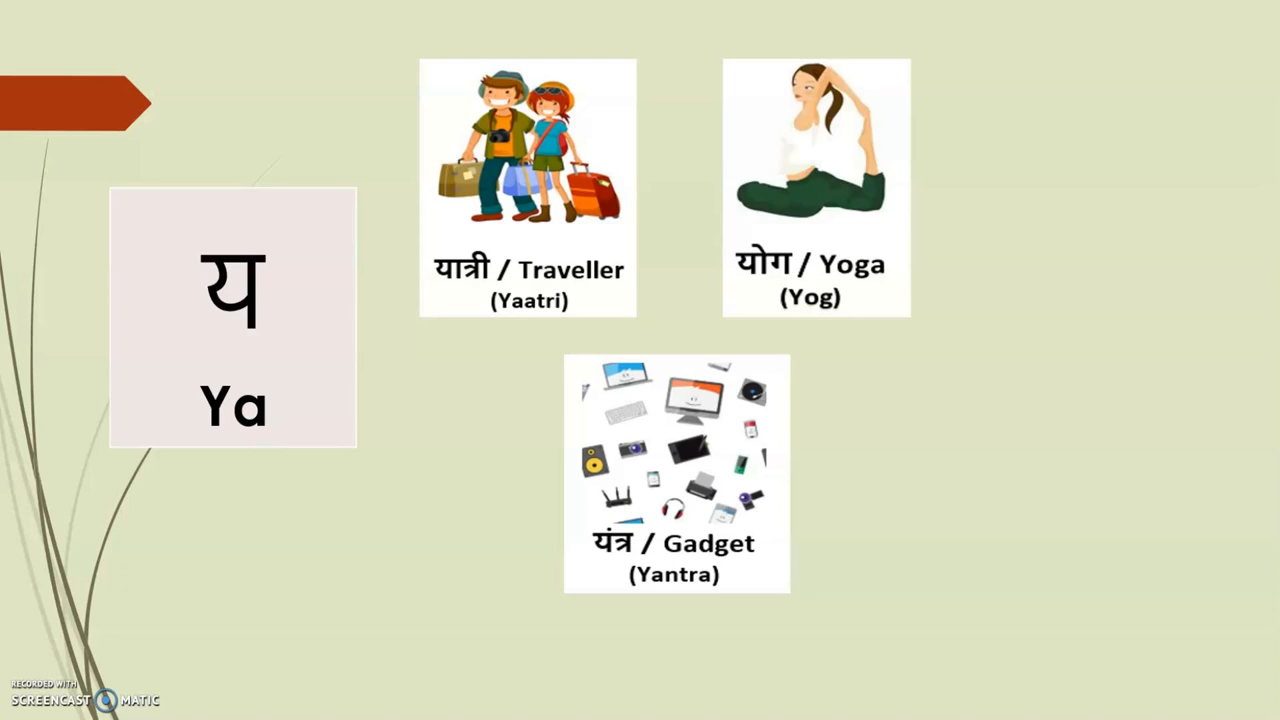 य
Ya
यात्री / Traveller
(Yaatri)
योग / Yoga
(Yog)
यंत्र / Gadget
(Yantra)
RECORDED WITH
SCREENCAST MATIC